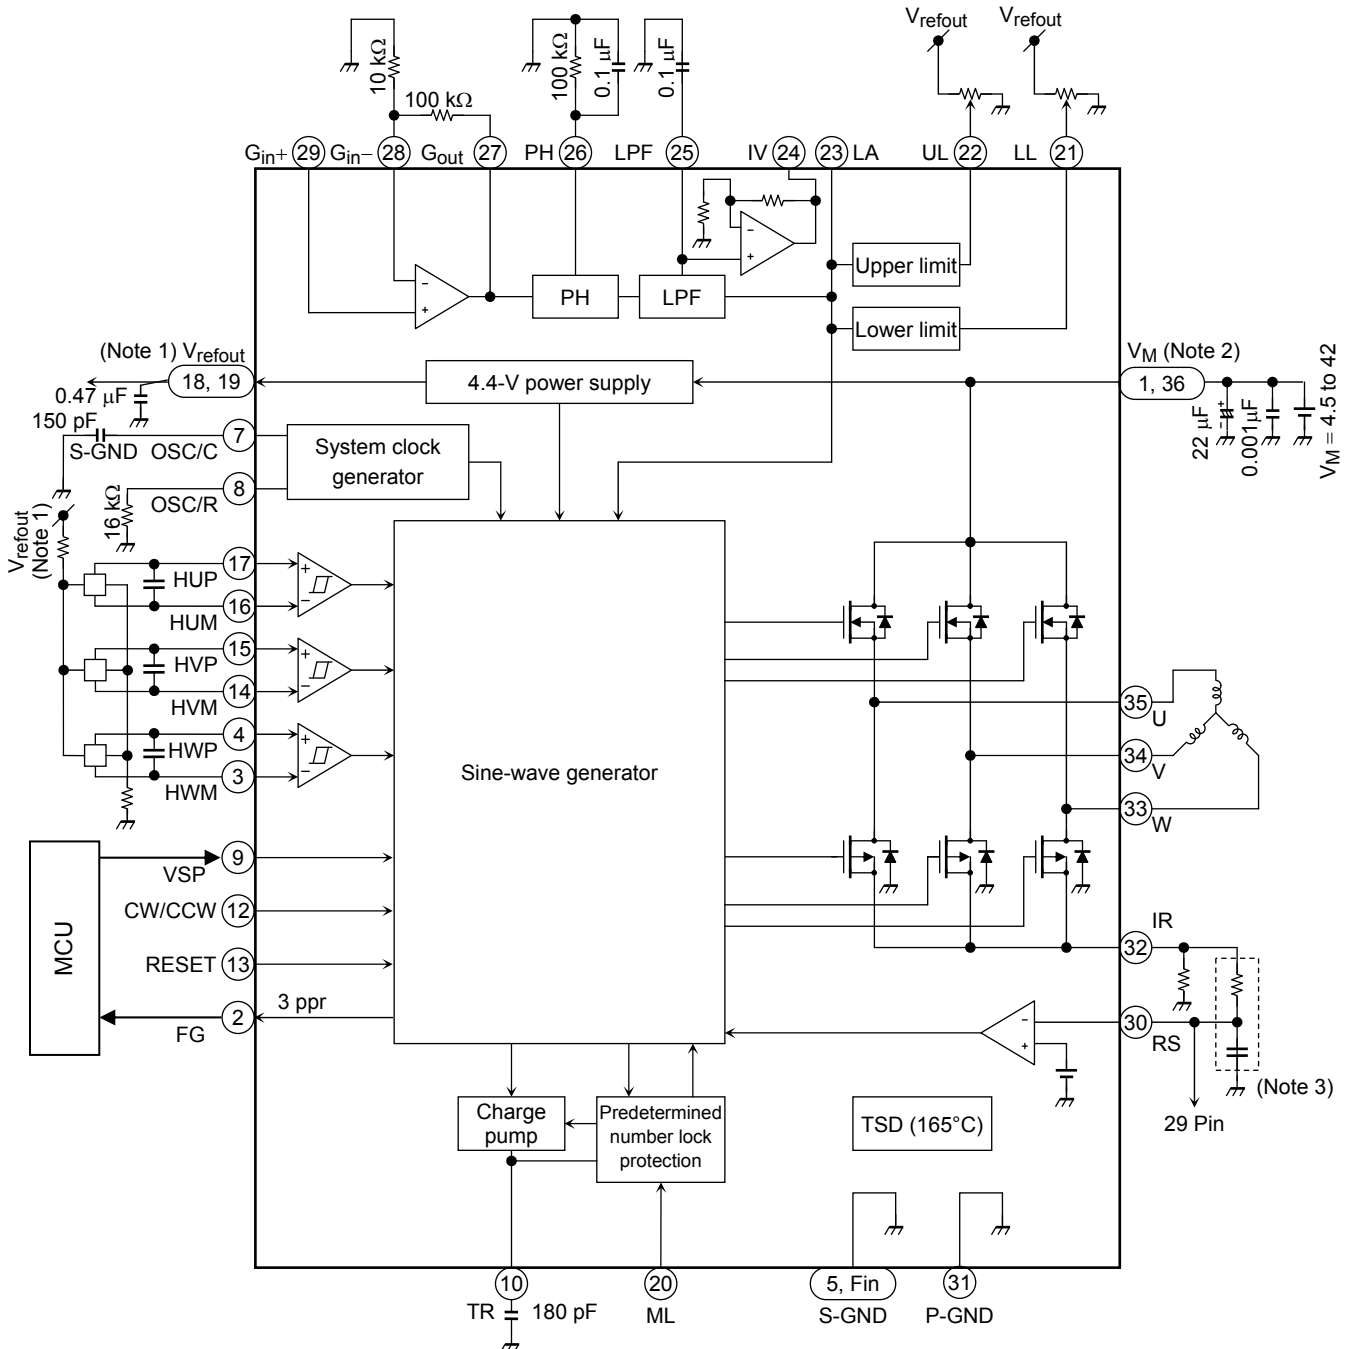 Vrefout Vrefout
10 kΩ
100 kΩ
100 kΩ
0.1 μF
0.1 μF
Gin+ 29 Gin− 28 Gout 27 PH 26 LPF 25 IV 24 23 LA UL 22 LL 21
−
+
−
+
PH
LPF
Upper limit
Lower limit
(Note 1) Vrefout
18, 19
0.47 μF
4.4-V power supply
VM (Note 2)
1, 36
22 μF
+
−
0.001μF
VM = 4.5 to 42
150 pF
S-GND OSC/C 7
System clock
generator
8
OSC/R
16 kΩ
Vrefout
(Note 1)
17
HUP
+
−
16
HUM
15
HVP
+
−
14
HVM
4
HWP
+
−
3
HWM
Sine-wave generator
35
U
34
V
33
W
MCU
9
VSP
CW/CCW 12
RESET 13
3 ppr
2
FG
IR
32
−
+
30
RS
(Note 3)
29 Pin
Charge
pump
Predetermined
number lock
protection
TSD (165°C)
10
TR 180 pF
20
ML
5, Fin
S-GND
31
P-GND